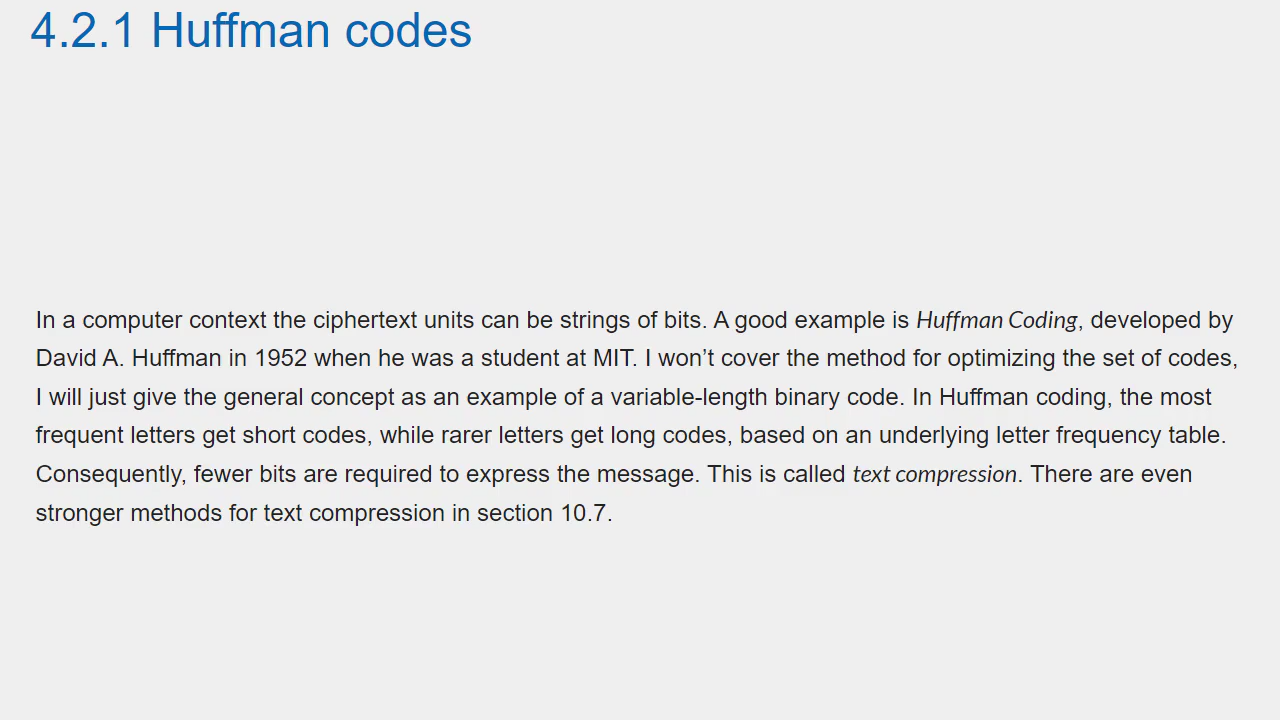 4.2.1 Huffman codes
In a computer context the ciphertext units can be strings of bits. A good example is Huffman Coding, developed by
David A. Huffman in 1952 when he was a student at MIT. I won’t cover the method for optimizing the set of codes,
I will just give the general concept as an example of a variable-length binary code. In Huffman coding, the most
frequent letters get short codes, while rarer letters get long codes, based on an underlying letter frequency table.
Consequently, fewer bits are required to express the message. This is called text compression. There are even
stronger methods for text compression in section 10.7.